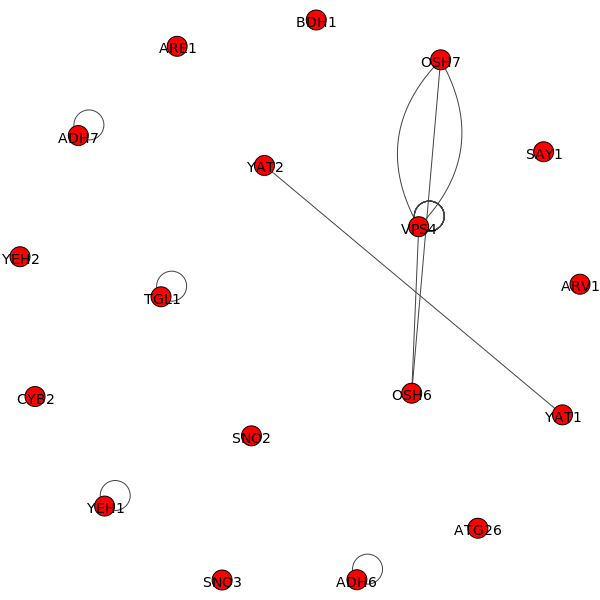 BDH1
ARE1
OSH7
ADH7
SAY1
YAT2
VPS4
YEH2
ARV1
TGL1
OSH6
CYB2
YAT1
SNO2
YEH1
ATG26
SNO3
ADH6